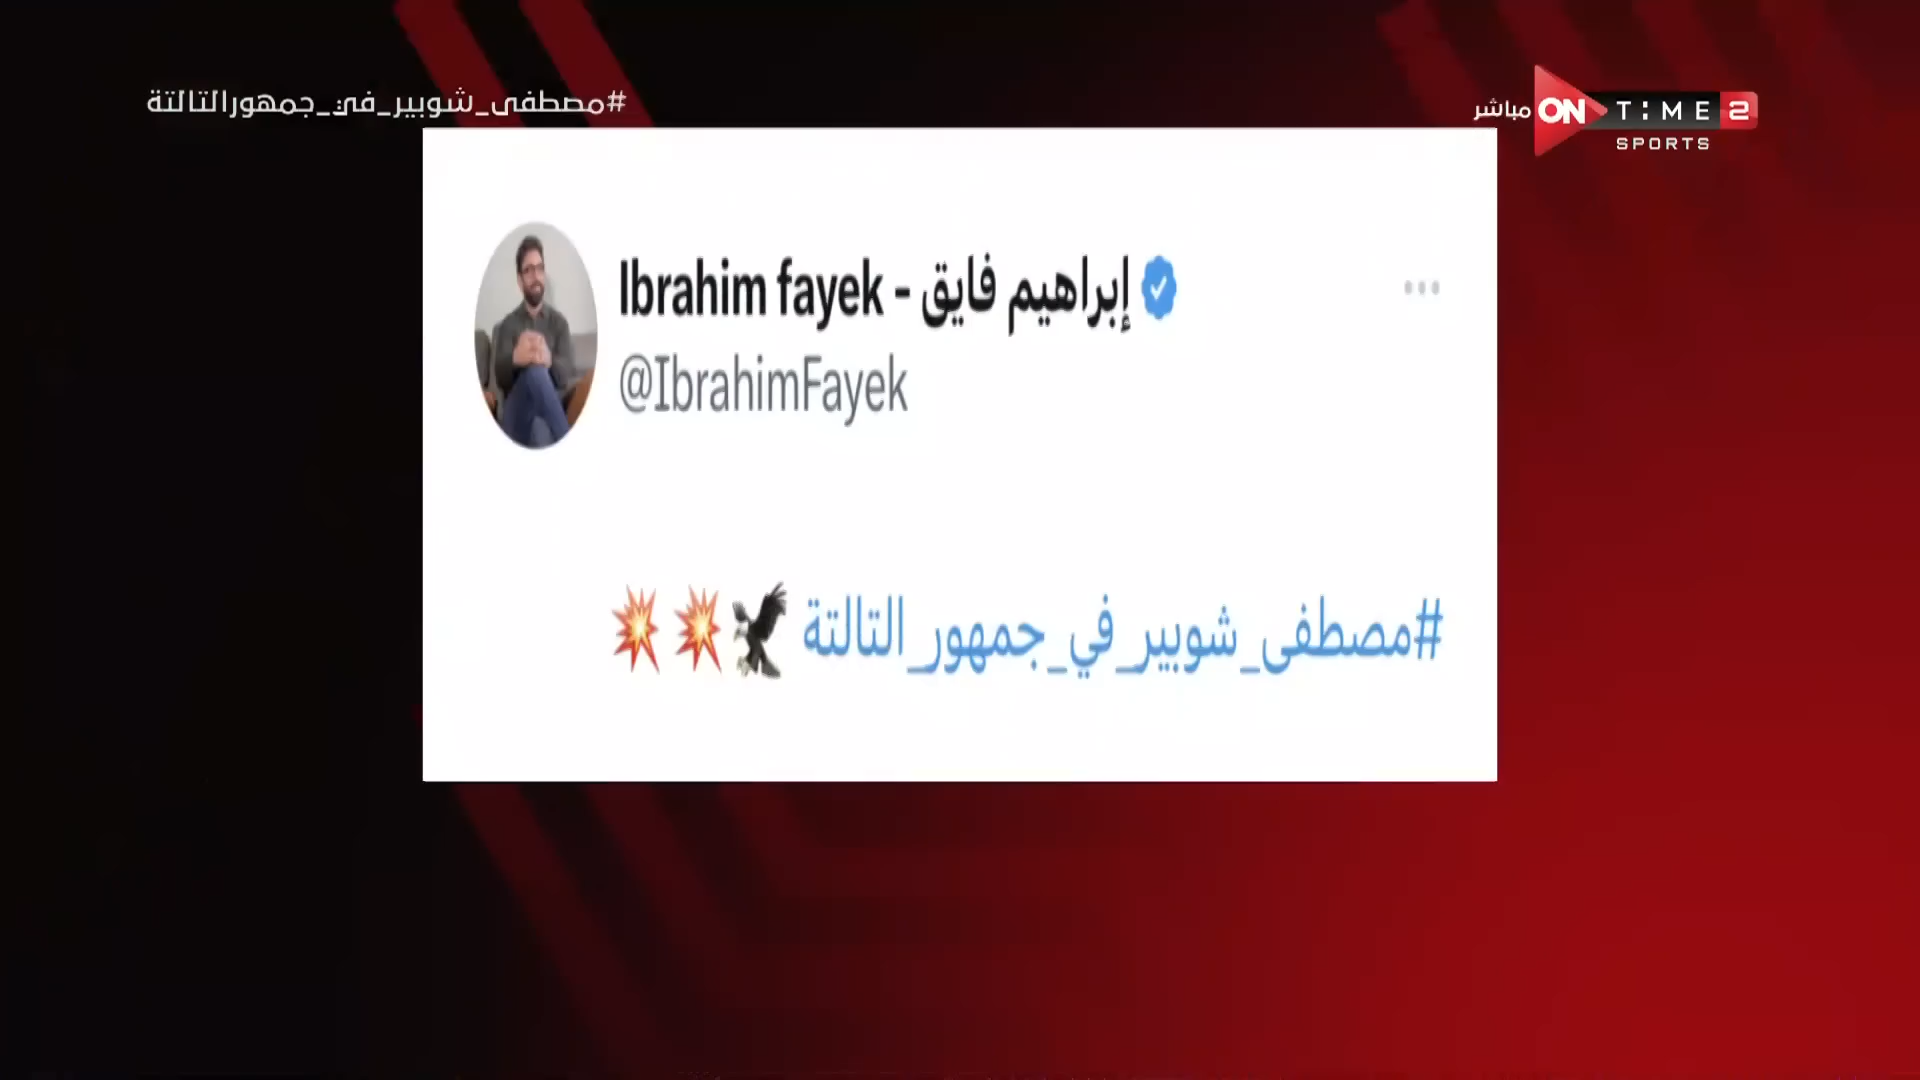 #مصطفى_شوبير_في_جمهورالتالتة
مباشر ON TIME 2
SPORTS
Ibrahim fayek - إبراهيم فايق
@IbrahimFayek
#مصطفى_شوبير_في_جمهور_التالتة 🦅💥💥